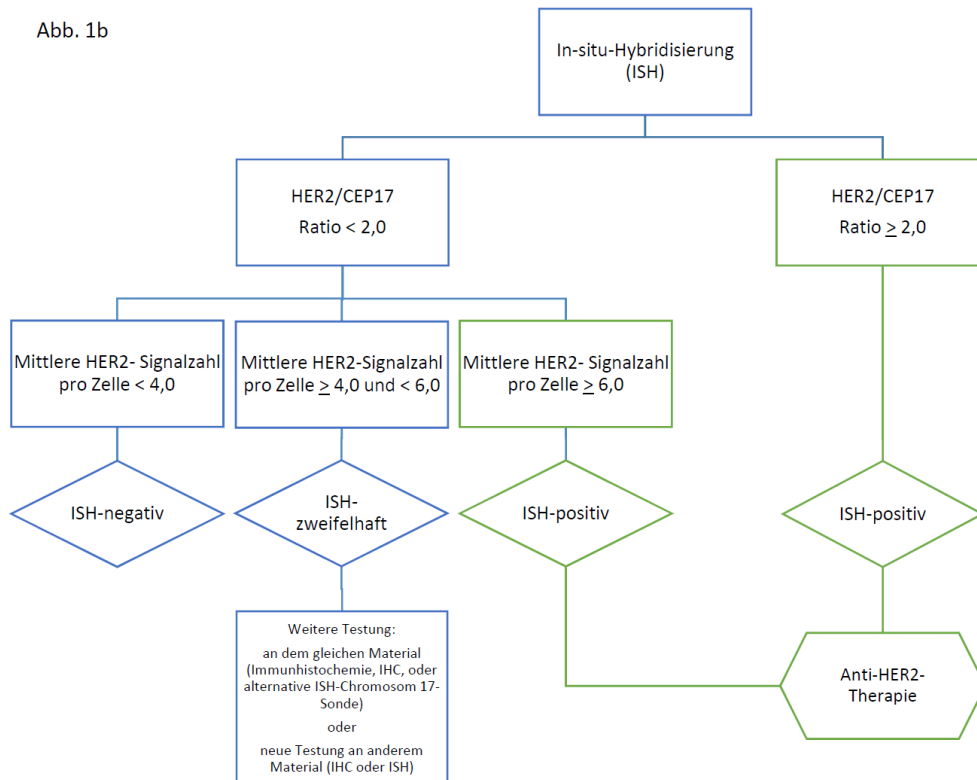 Abb. 1b
In-situ-Hybridisierung
(ISH)
HER2/CEP17
Ratio < 2,0
HER2/CEP17
Ratio ≥ 2,0
Mittlere HER2- Signalzahl
pro Zelle < 4,0
Mittlere HER2-Signalzahl
pro Zelle ≥ 4,0 und < 6,0
Mittlere HER2- Signalzahl
pro Zelle ≥ 6,0
ISH-negativ
ISH-
zweifelhaft
ISH-positiv
ISH-positiv
Weitere Testung:
an dem gleichen Material
(Immunhistochemie, IHC, oder
alternative ISH-Chromosom 17-
Sonde)
oder
neue Testung an anderem
Material (IHC oder ISH)
Anti-HER2-
Therapie